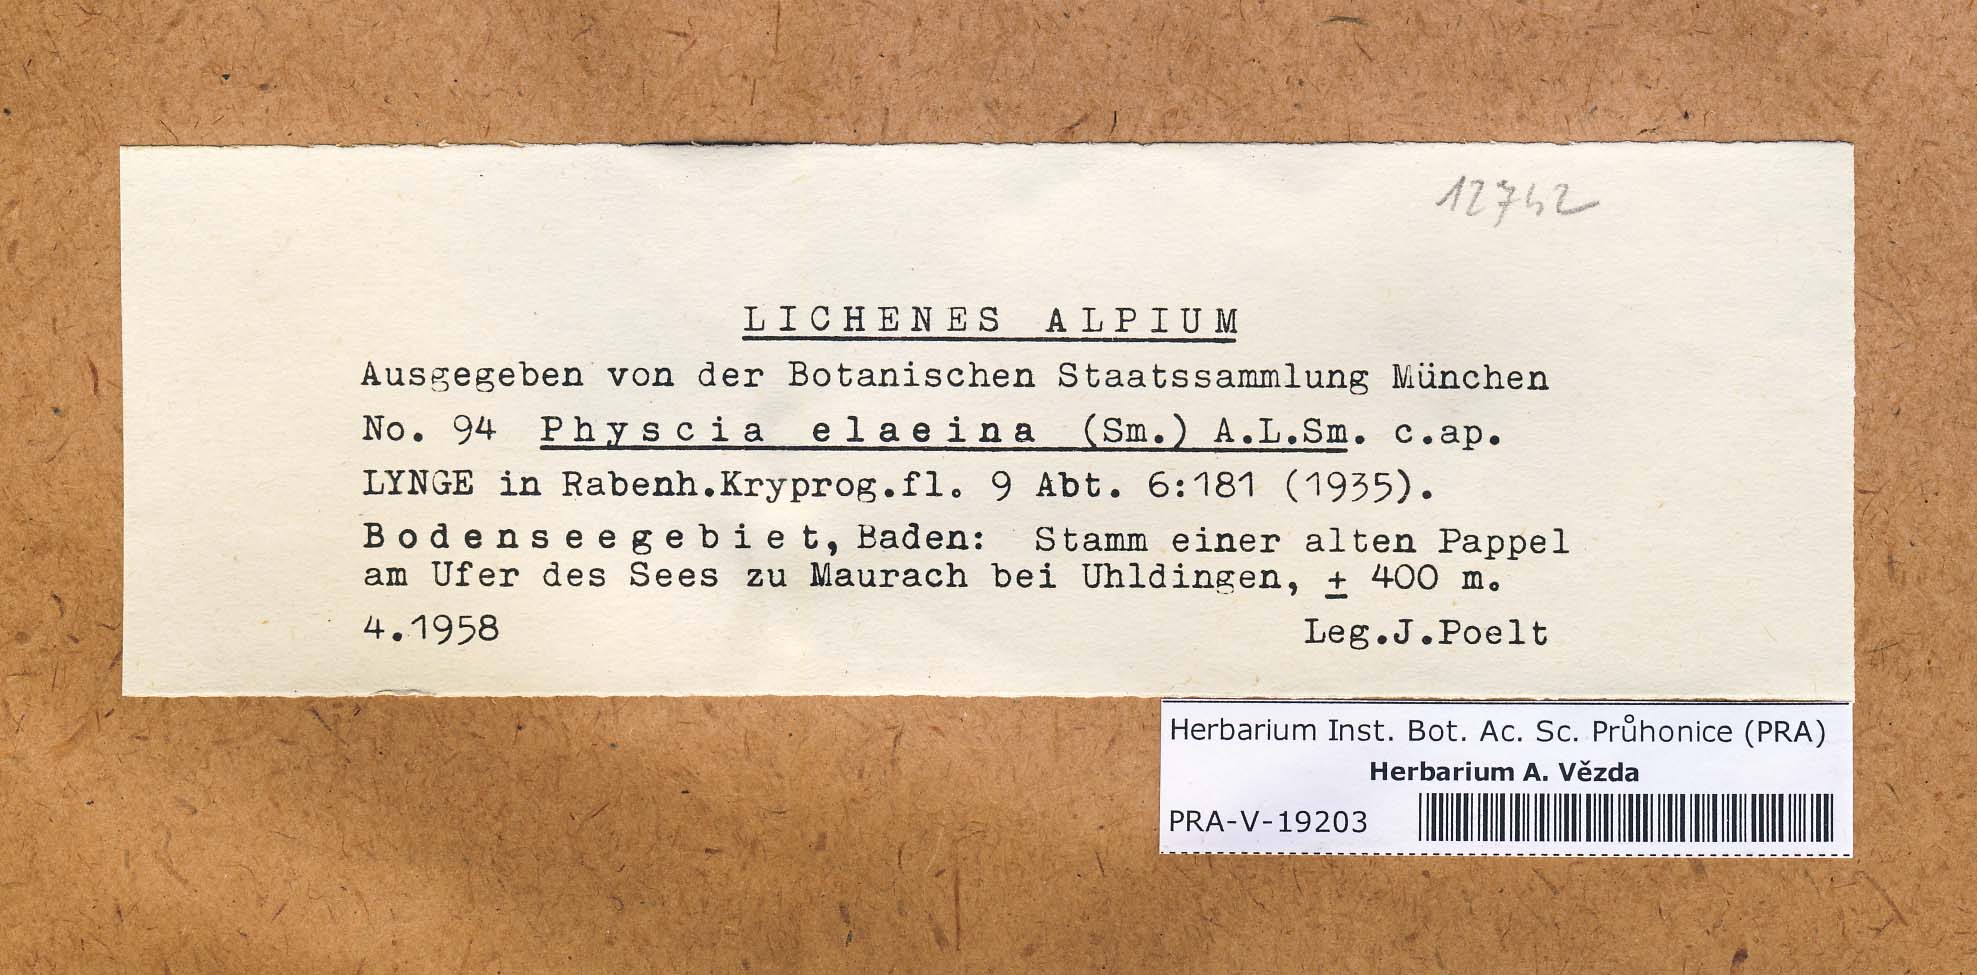 12742
LICHENES ALPIUM
Ausgegeben von der Botanischen Staatssammlung München
No. 94 Physcia elaeina (Sm.) A.L.Sm. c.ap.
LYNGE in Rabenh.Kryprog.fl. 9 Abt. 6:181 (1935).
Bodenseegebiet, Baden: Stamm einer alten Pappel
am Ufer des Sees zu Maurach bei Uhldingen, ± 400 m.
4.1958 Leg.J.Poelt
Herbarium Inst. Bot. Ac. Sc. Průhonice (PRA)
Herbarium A. Vězda
PRA-V-19203